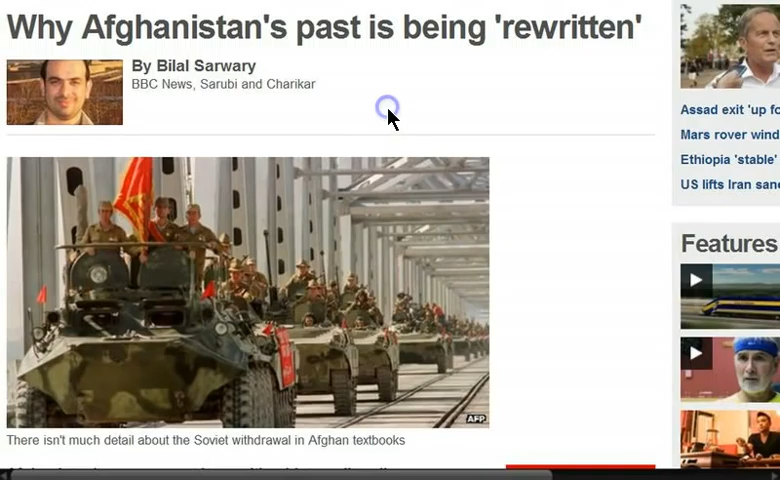 Why Afghanistan's past is being 'rewritten'
By Bilal Sarwary
BBC News, Sarubi and Charikar
AFP
There isn't much detail about the Soviet withdrawal in Afghan textbooks
Assad exit 'up fo
Mars rover wind
Ethiopia 'stable'
US lifts Iran san
Features